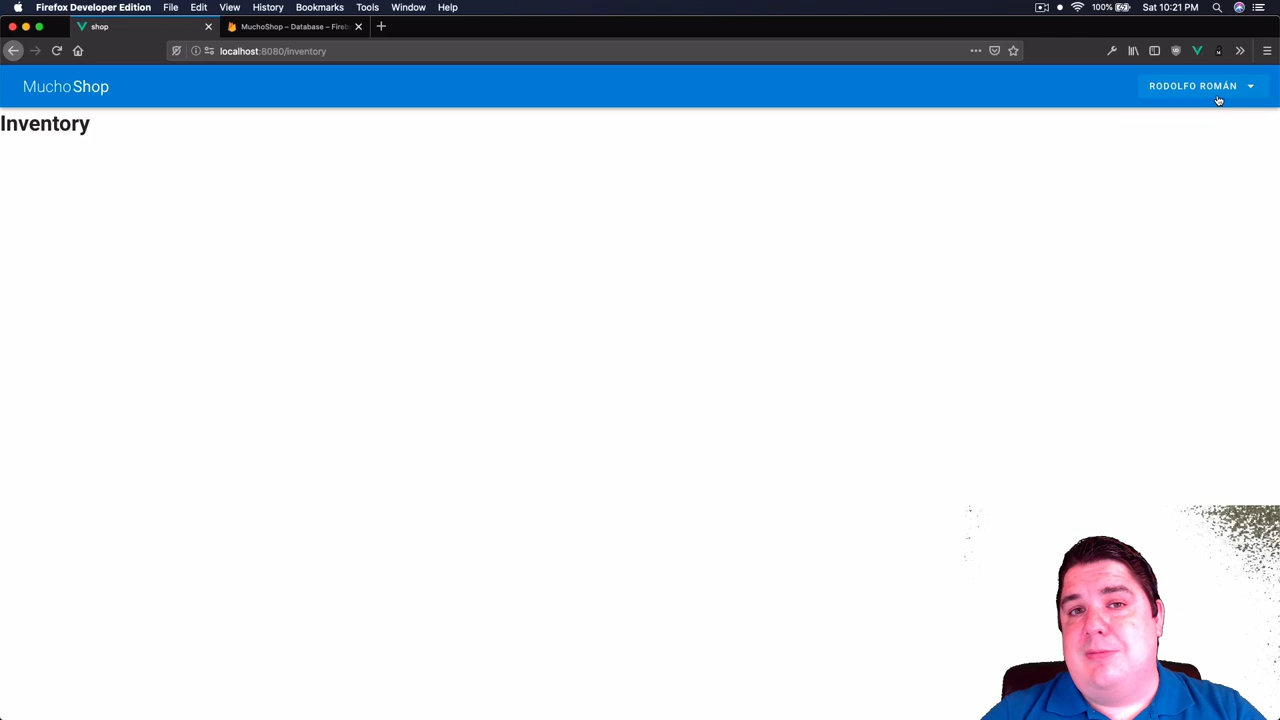 Firefox Developer Edition File Edit View History Bookmarks Tools Window Help 100% Sat 10:21 PM
shop MuchoShop – Database – Fireb
localhost:8080/inventory
MuchoShop RODOLFO ROMÁN
Inventory